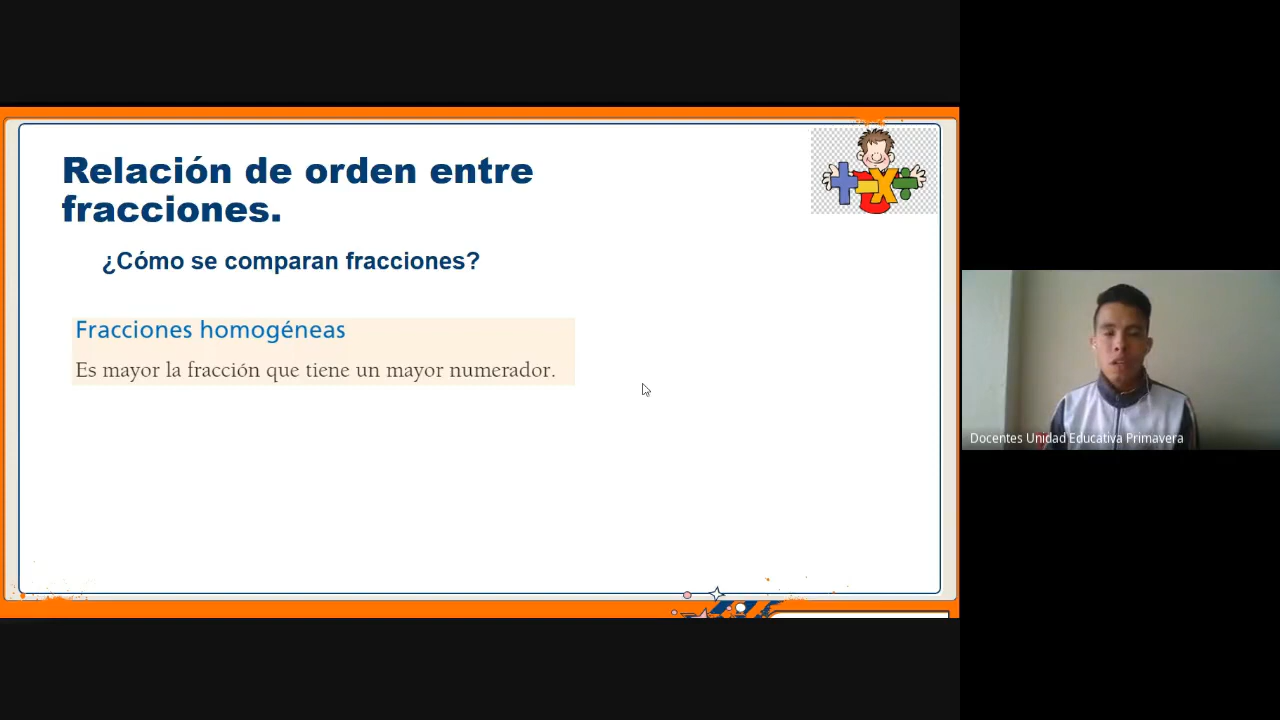 Relación de orden entre
fracciones.
¿Cómo se comparan fracciones?
Fracciones homogéneas
Es mayor la fracción que tiene un mayor numerador.
Docentes Unidad Educativa Primavera